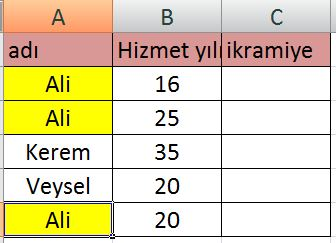 A B C
adı Hizmet yılı ikramiye
Ali 16
Ali 25
Kerem 35
Veysel 20
Ali 20